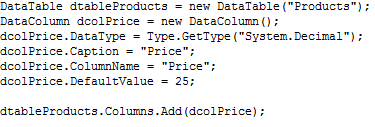 DataTable dtableProducts = new DataTable("Products");
DataColumn dcolPrice = new DataColumn();
dcolPrice.DataType = Type.GetType("System.Decimal");
dcolPrice.Caption = "Price";
dcolPrice.ColumnName = "Price";
dcolPrice.DefaultValue = 25;
dtableProducts.Columns.Add(dcolPrice);